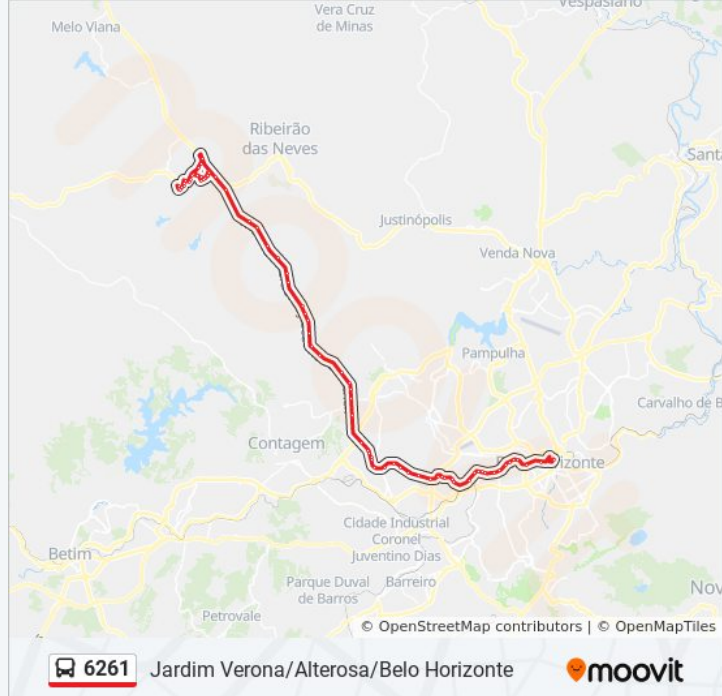 Vespasiano
Vera Cruz
de Minas
Melo Viana
Ribeirão
das Neves
Santa
Justinópolis
Venda Nova
Pampulha
Carvalho de B
Contagem
Horizonte
Cidade Industrial
Coronel
Juventino Dias
Betim
Parque Duval
de Barros
Barreiro
Nov
Petrovale
© OpenStreetMap contributors | © OpenMapTiles
6261 Jardim Verona/Alterosa/Belo Horizonte
moovit